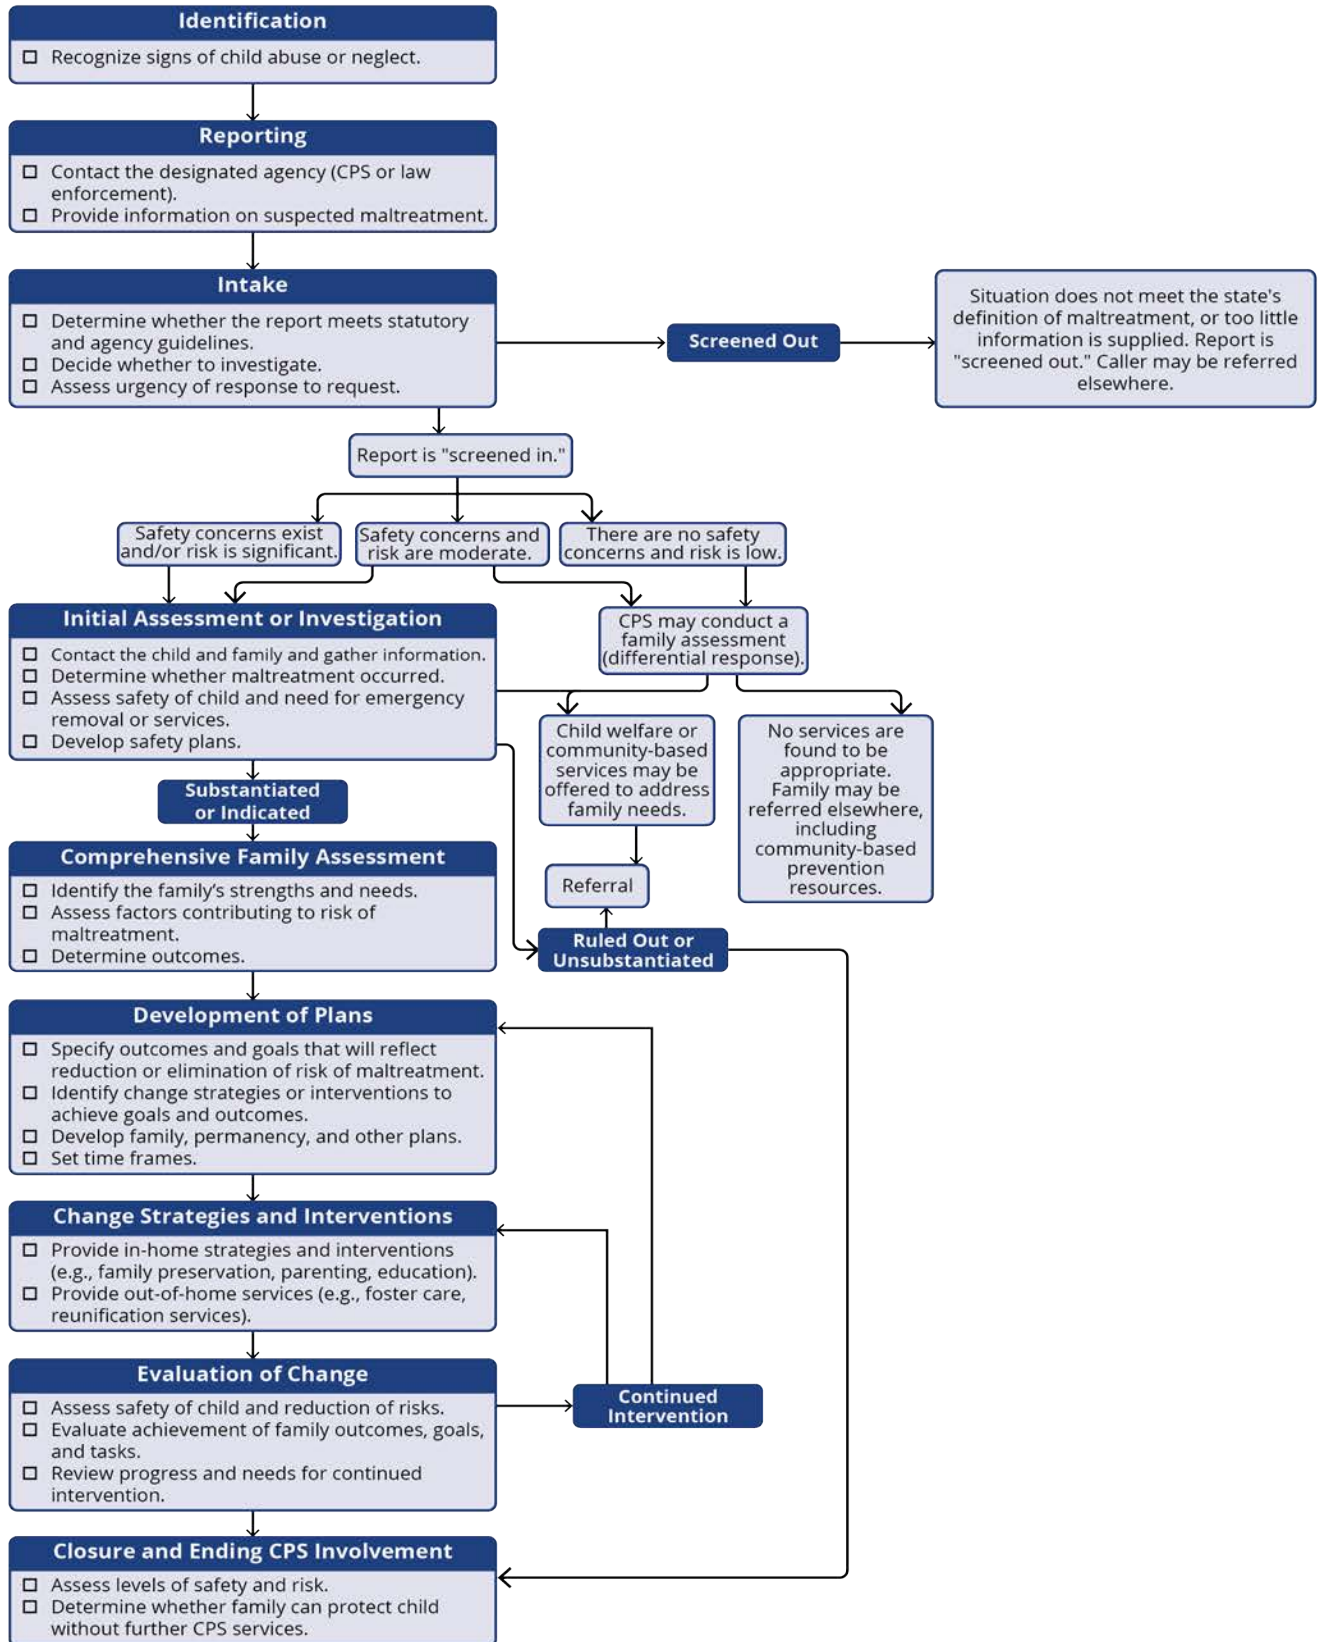 Identification
☐ Recognize signs of child abuse or neglect.
Reporting
☐ Contact the designated agency (CPS or law
enforcement).
☐ Provide information on suspected maltreatment.
Intake
☐ Determine whether the report meets statutory
and agency guidelines.
☐ Decide whether to investigate.
☐ Assess urgency of response to request.
Screened Out
Situation does not meet the state's
definition of maltreatment, or too little
information is supplied. Report is
"screened out." Caller may be referred
elsewhere.
Report is "screened in."
Safety concerns exist
and/or risk is significant.
Safety concerns and
risk are moderate.
There are no safety
concerns and risk is low.
Initial Assessment or Investigation
☐ Contact the child and family and gather information.
☐ Determine whether maltreatment occurred.
☐ Assess safety of child and need for emergency
removal or services.
☐ Develop safety plans.
CPS may conduct a
family assessment
(differential response).
Child welfare or
community-based
services may be
offered to address
family needs.
No services are
found to be
appropriate.
Family may be
referred elsewhere,
including
community-based
prevention
resources.
Substantiated
or Indicated
Referral
Comprehensive Family Assessment
☐ Identify the family's strengths and needs.
☐ Assess factors contributing to risk of
maltreatment.
☐ Determine outcomes.
Ruled Out or
Unsubstantiated
Development of Plans
☐ Specify outcomes and goals that will reflect
reduction or elimination of risk of maltreatment.
☐ Identify change strategies or interventions to
achieve goals and outcomes.
☐ Develop family, permanency, and other plans.
☐ Set time frames.
Change Strategies and Interventions
☐ Provide in-home strategies and interventions
(e.g., family preservation, parenting, education).
☐ Provide out-of-home services (e.g., foster care,
reunification services).
Evaluation of Change
☐ Assess safety of child and reduction of risks.
☐ Evaluate achievement of family outcomes, goals,
and tasks.
☐ Review progress and needs for continued
intervention.
Continued
Intervention
Closure and Ending CPS Involvement
☐ Assess levels of safety and risk.
☐ Determine whether family can protect child
without further CPS services.